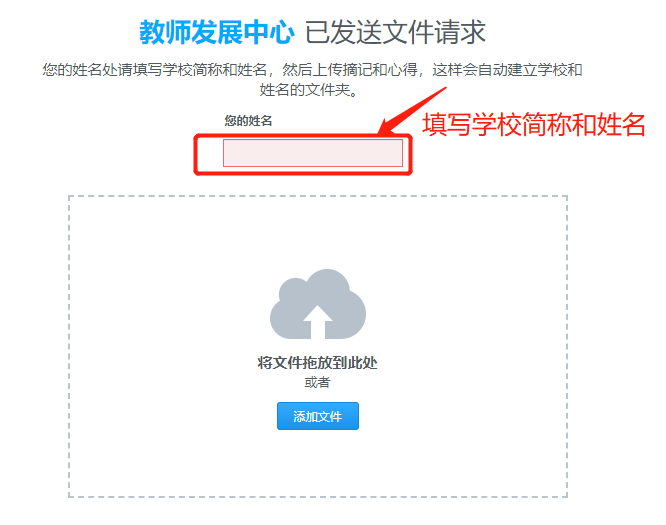 教师发展中心 已发送文件请求
您的姓名处请填写学校简称和姓名，然后上传摘记和心得，这样会自动建立学校和
姓名的文件夹。
您的姓名
填写学校简称和姓名
将文件拖放到此处
或者
添加文件